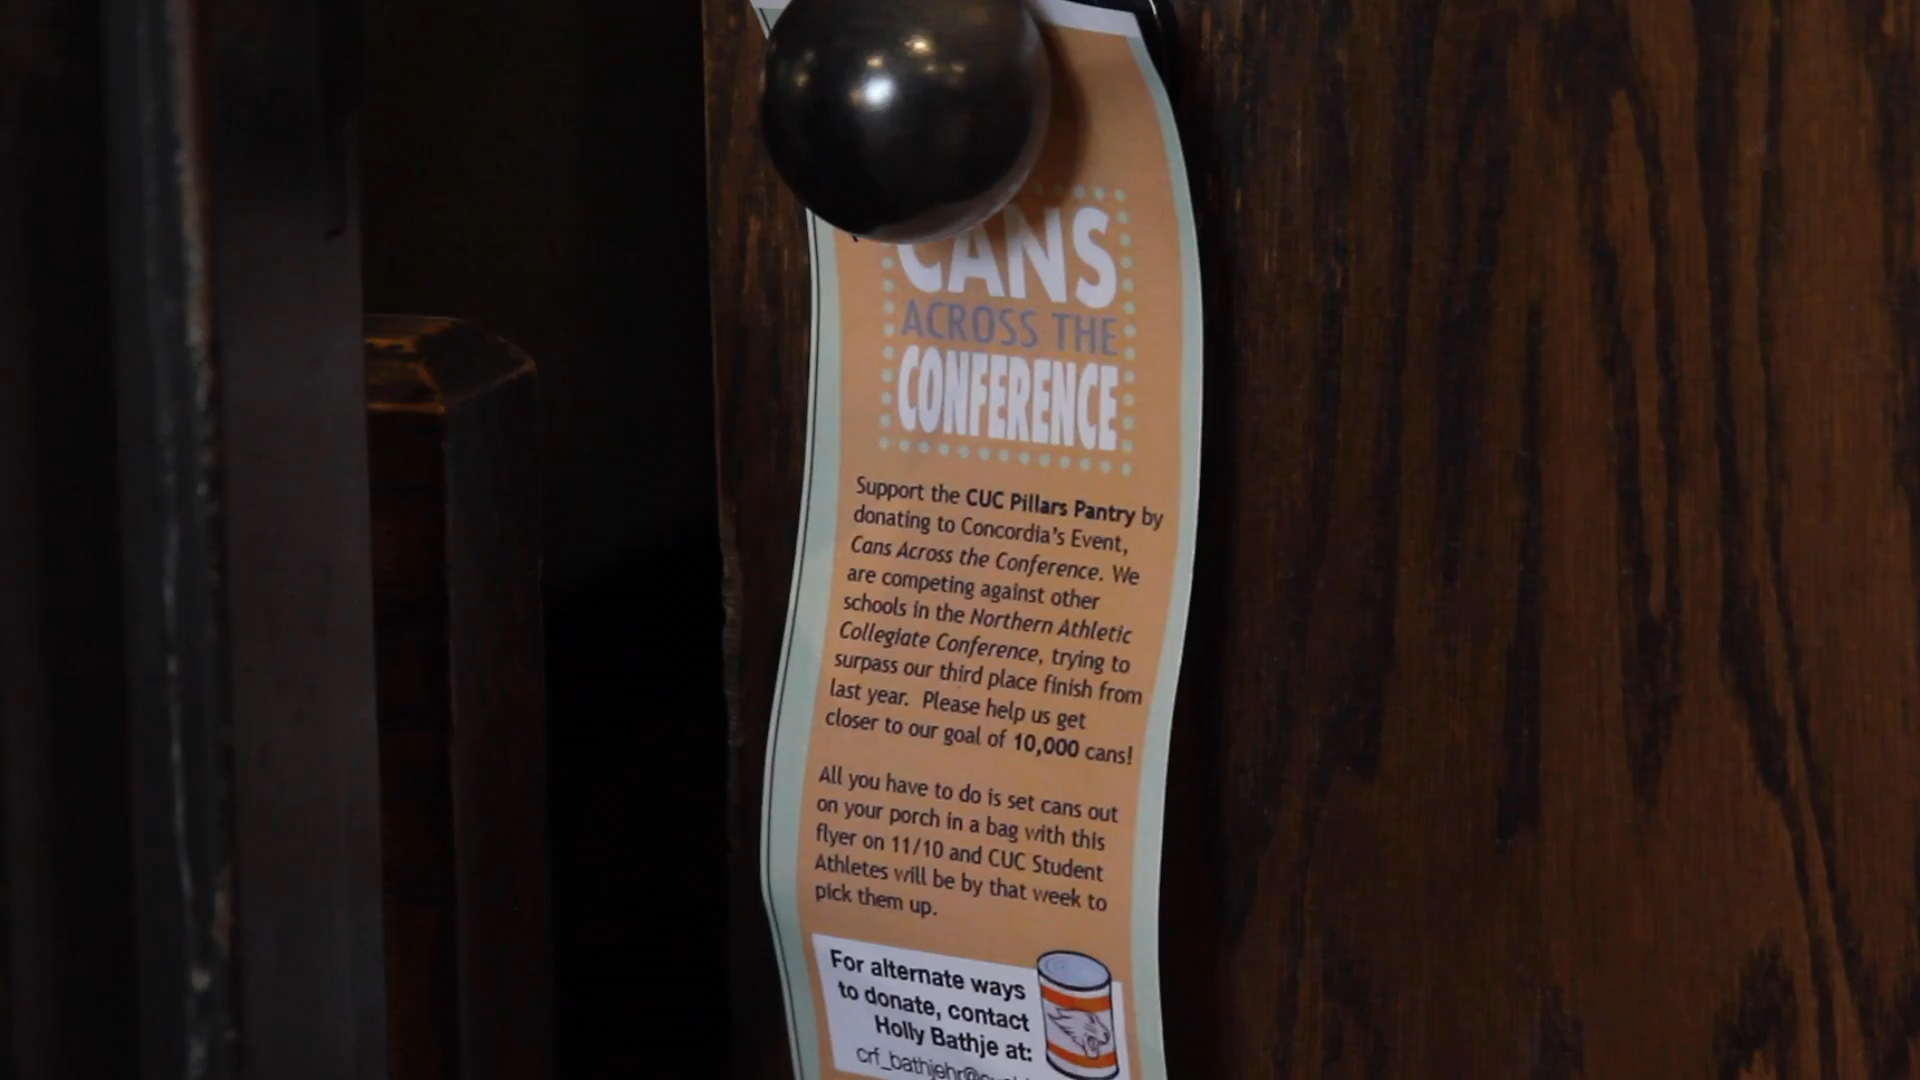 CANS
ACROSS THE
CONFERENCE
Support the CUC Pillars Pantry by
donating to Concordia's Event,
Cans Across the Conference. We
are competing against other
schools in the Northern Athletic
Collegiate Conference, trying to
surpass our third place finish from
last year. Please help us get
closer to our goal of 10,000 cans!
All you have to do is set cans out
on your porch in a bag with this
flyer on 11/10 and CUC Student
Athletes will be by that week to
pick them up.
For alternate ways
to donate, contact
Holly Bathje at: